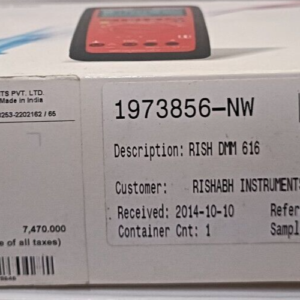 TS PVT. LTD.
Made in India
0253-2202162 / 65
7,470.000
e of all taxes)
1973856-NW
Description: RISH DMM 616
Customer: RISHABH INSTRUMENTS
Received: 2014-10-10 Refer
Container Cnt: 1 Sampl